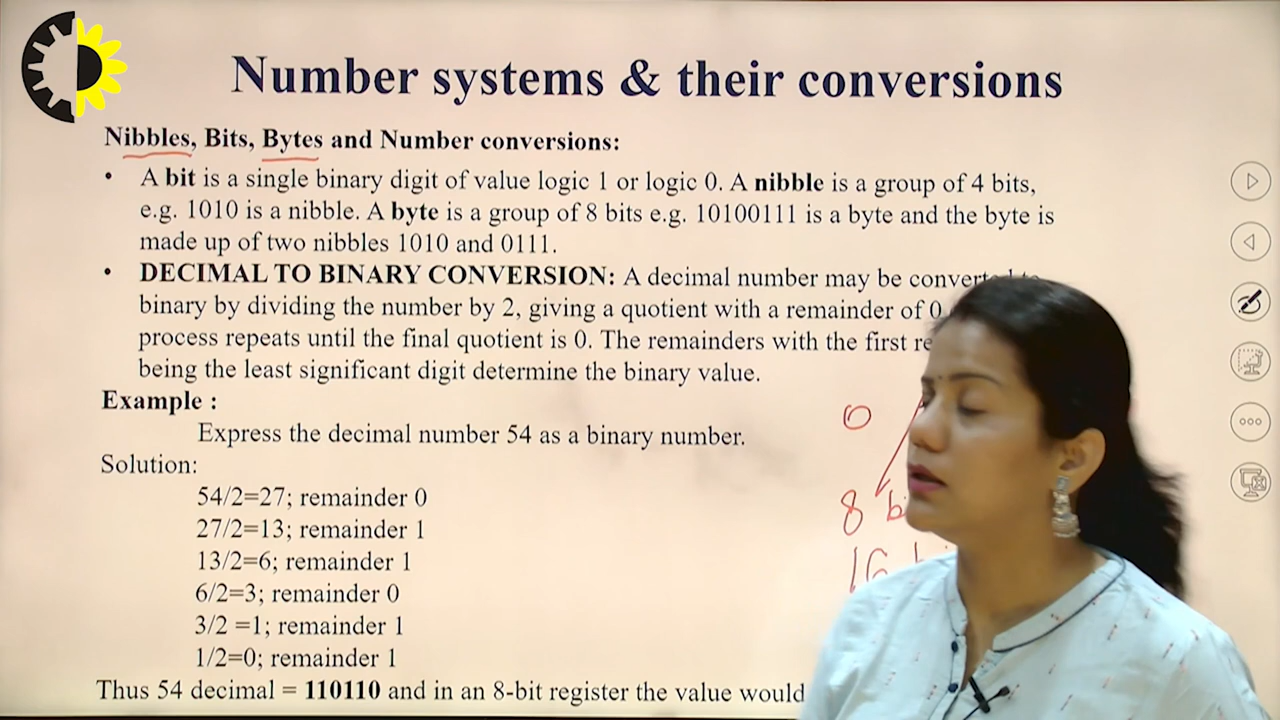 Number systems & their conversions
Nibbles, Bits, Bytes and Number conversions:
• A bit is a single binary digit of value logic 1 or logic 0. A nibble is a group of 4 bits,
e.g. 1010 is a nibble. A byte is a group of 8 bits e.g. 10100111 is a byte and the byte is
made up of two nibbles 1010 and 0111.
• DECIMAL TO BINARY CONVERSION: A decimal number may be converted to
binary by dividing the number by 2, giving a quotient with a remainder of 0
process repeats until the final quotient is 0. The remainders with the first
being the least significant digit determine the binary value.
Example :
0
Express the decimal number 54 as a binary number.
Solution:
54/2=27; remainder 0
8
27/2=13; remainder 1
13/2=6; remainder 1
16
6/2=3; remainder 0
3/2 =1; remainder 1
1/2=0; remainder 1
Thus 54 decimal = 110110 and in an 8-bit register the value would